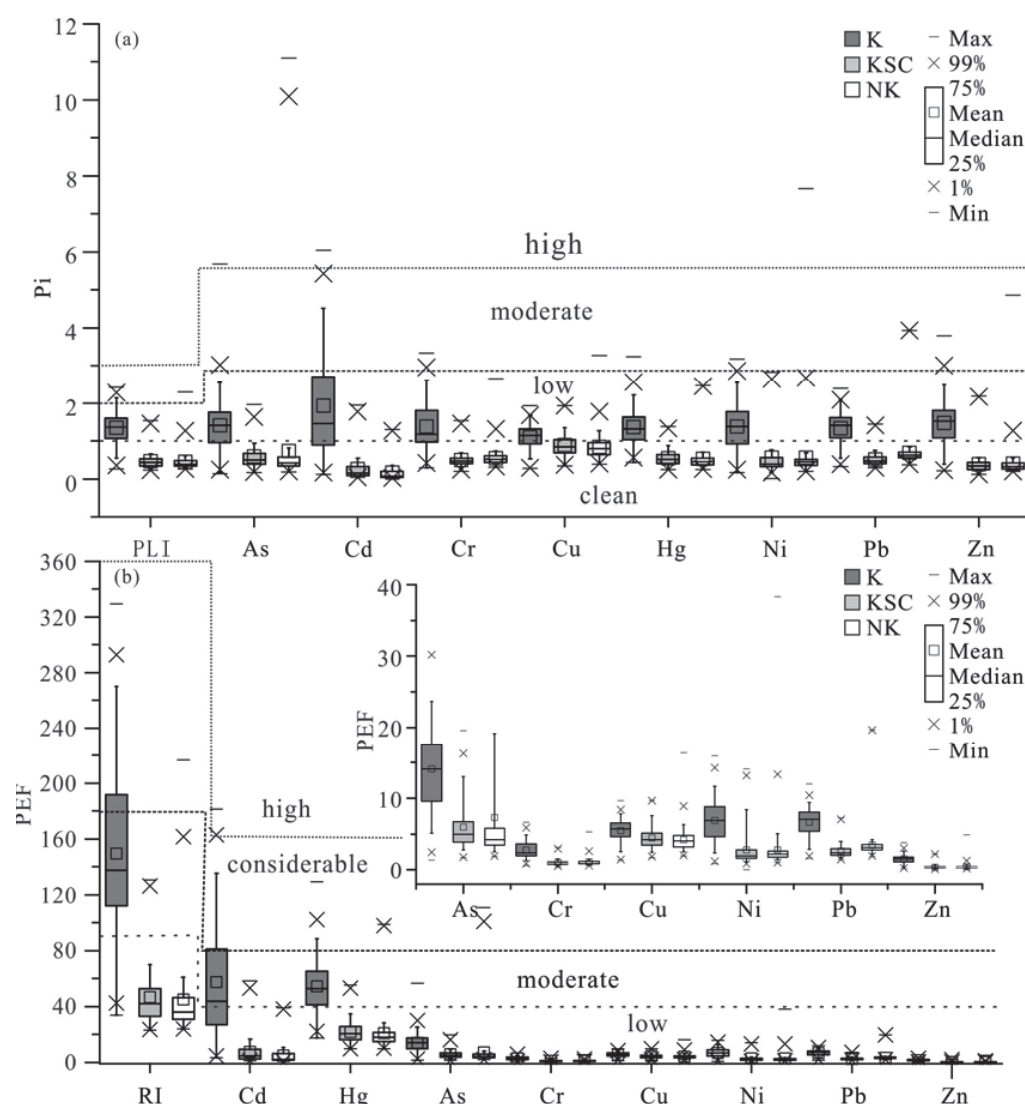 (a)
K
KSC
NK
Max
99%
75%
Mean
Median
25%
1%
Min
12
10
8
6
4
2
0
Pi
high
moderate
low
clean
PLI As Cd Cr Cu Hg Ni Pb Zn
(b)
360
320
280
240
200
160
120
80
40
0
PEF
high
considerable
moderate
low
RI Cd Hg As Cr Cu Ni Pb Zn
40
30
20
10
0
PEF
As Cr Cu Ni Pb Zn
K
KSC
NK
Max
99%
75%
Mean
Median
25%
1%
Min